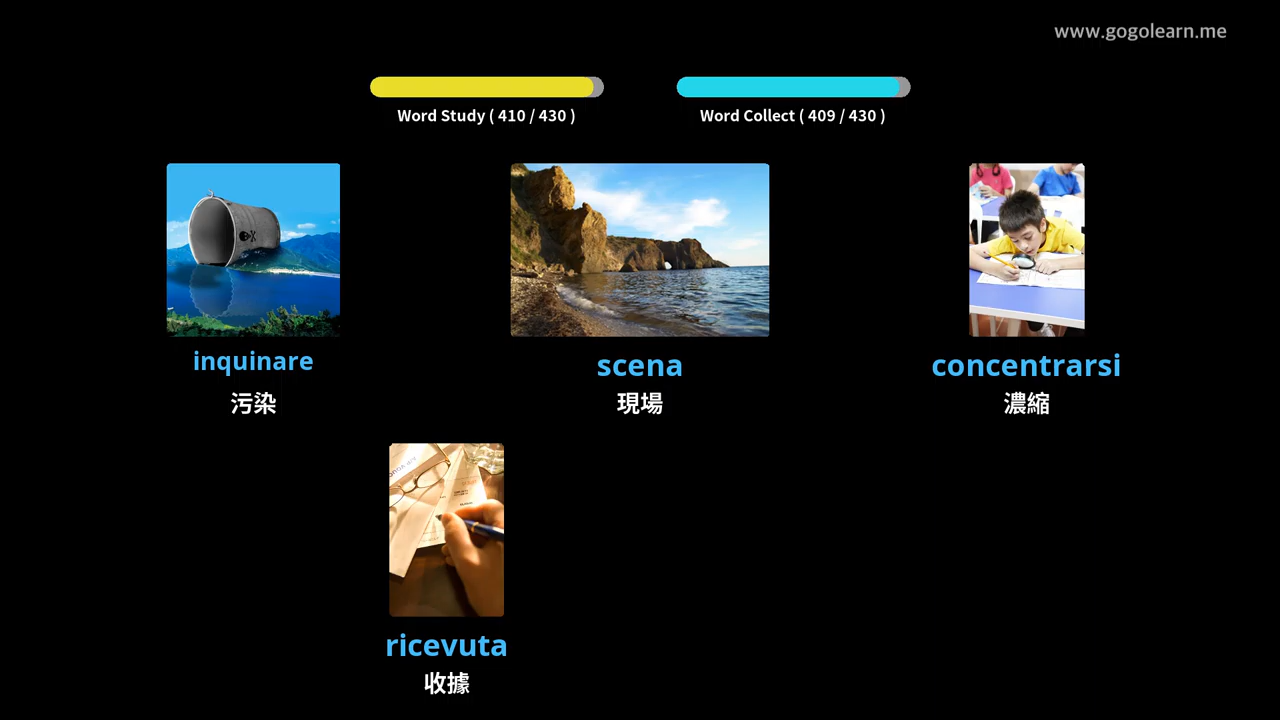 www.gogolearn.me
Word Study ( 410 / 430 )
Word Collect ( 409 / 430 )
inquinare
污染
scena
現場
concentrarsi
濃縮
ricevuta
收據